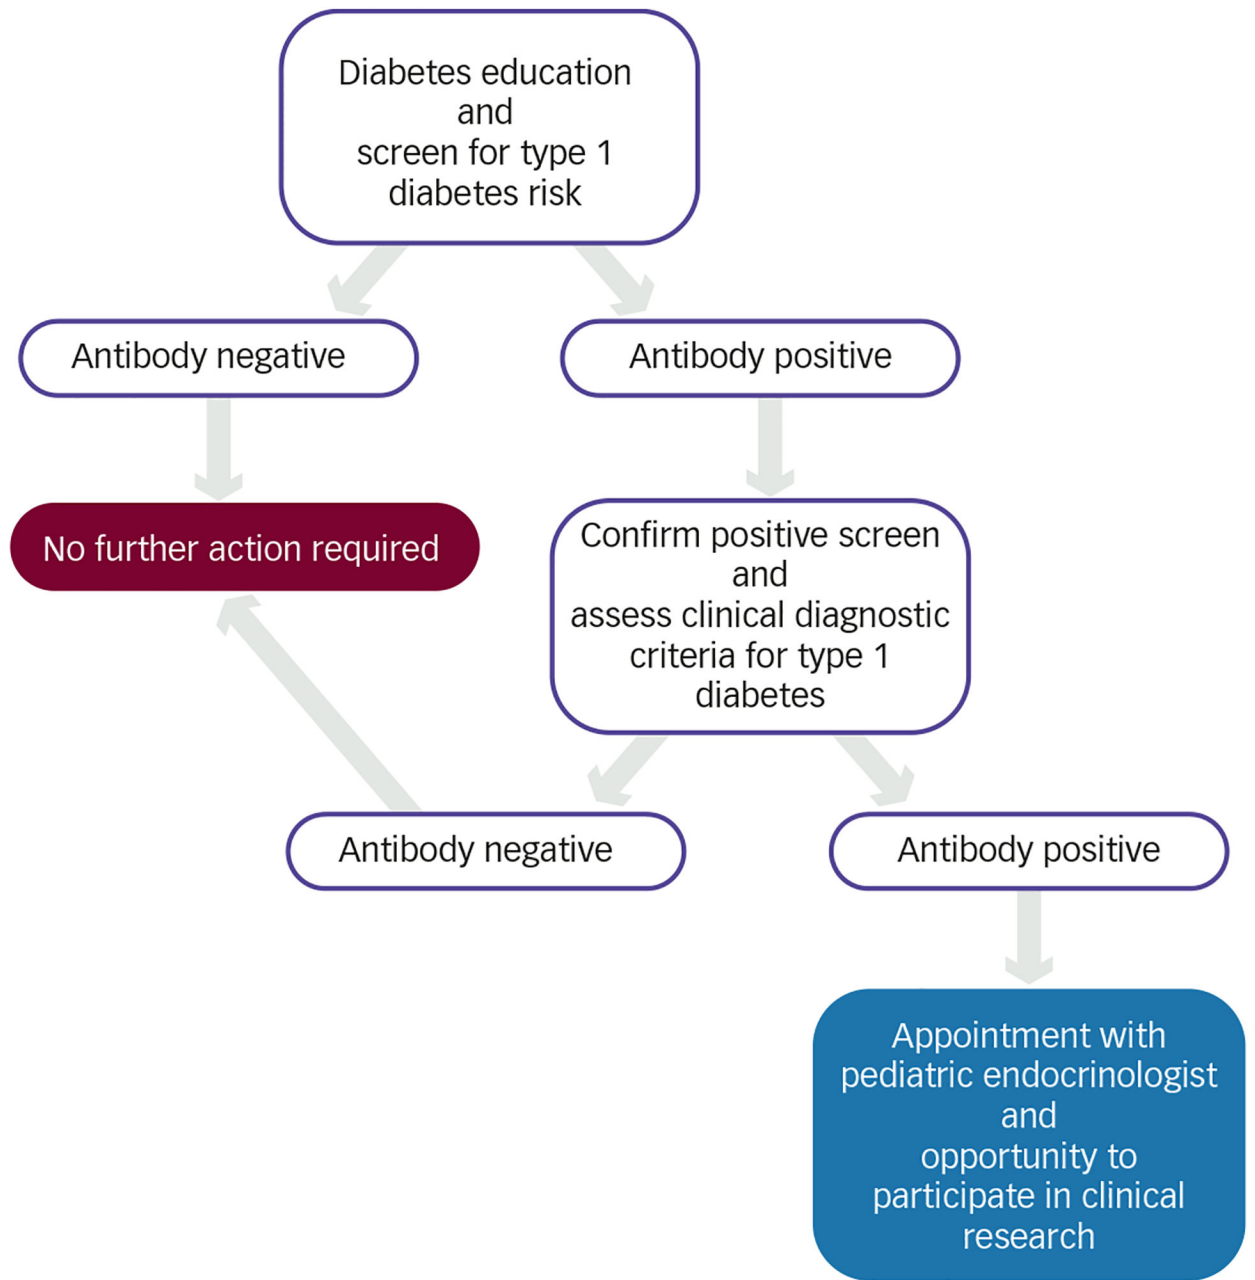 Diabetes education
and
screen for type 1
diabetes risk
Antibody negative
Antibody positive
No further action required
Confirm positive screen
and
assess clinical diagnostic
criteria for type 1
diabetes
Antibody negative
Antibody positive
Appointment with
pediatric endocrinologist
and
opportunity to
participate in clinical
research